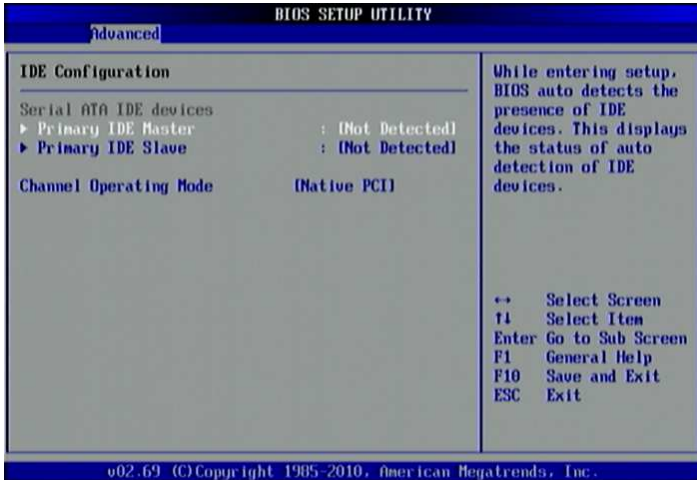 BIOS SETUP UTILITY
Advanced
IDE Configuration
Serial ATA IDE devices
▶ Primary IDE Master : [Not Detected]
▶ Primary IDE Slave : [Not Detected]
Channel Operating Mode [Native PCI]
While entering setup,
BIOS auto detects the
presence of IDE
devices. This displays
the status of auto
detection of IDE
devices.
↔ Select Screen
↑↓ Select Item
Enter Go to Sub Screen
F1 General Help
F10 Save and Exit
ESC Exit
v02.69 (C)Copyright 1985-2010, American Megatrends, Inc.